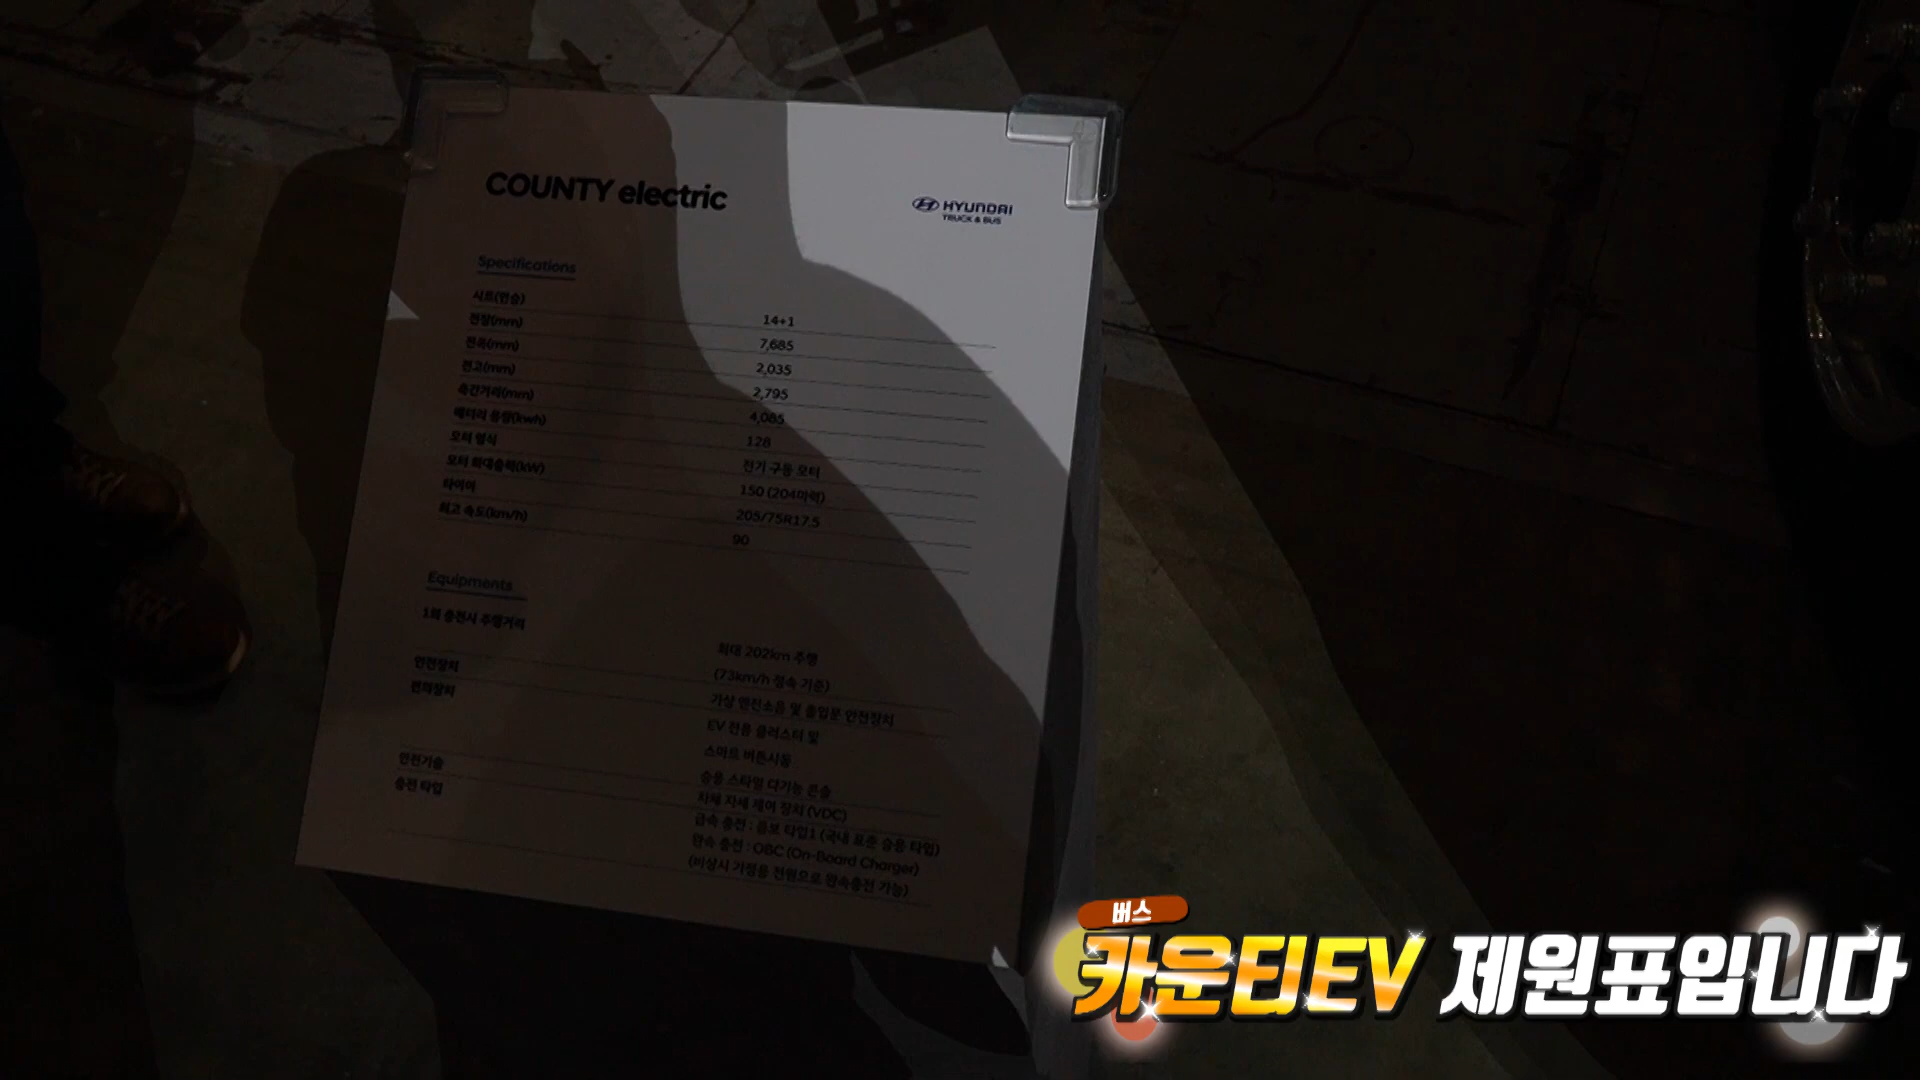 COUNTY electric
HYUNDAI
TRUCK & BUS
Specifications
시트(인승) 14+1
전장(mm) 7,685
전폭(mm) 2,035
전고(mm) 2,795
축간거리(mm) 4,085
배터리 용량(kwh) 128
모터 형식 전기 구동 모터
모터 최대출력(kW) 150 (204마력)
타이어 205/75R17.5
최고 속도(km/h) 90
Equipments
1회 충전시 주행거리 최대 202km 주행
(73km/h 정속 기준)
안전장치 가상 엔진소음 및 출입문 안전장치
편의장치 EV 전용 클러스터 및
스마트 버튼시동
승용 스타일 다기능 콘솔
안전기술 차체 자세 제어 장치 (VDC)
충전 타입 급속 충전 : 콤보 타입1 (국내 표준 승용 타입)
완속 충전 : OBC (On-Board Charger)
(비상시 가정용 전원으로 완속충전 가능)
버스
카운티EV 제원표입니다